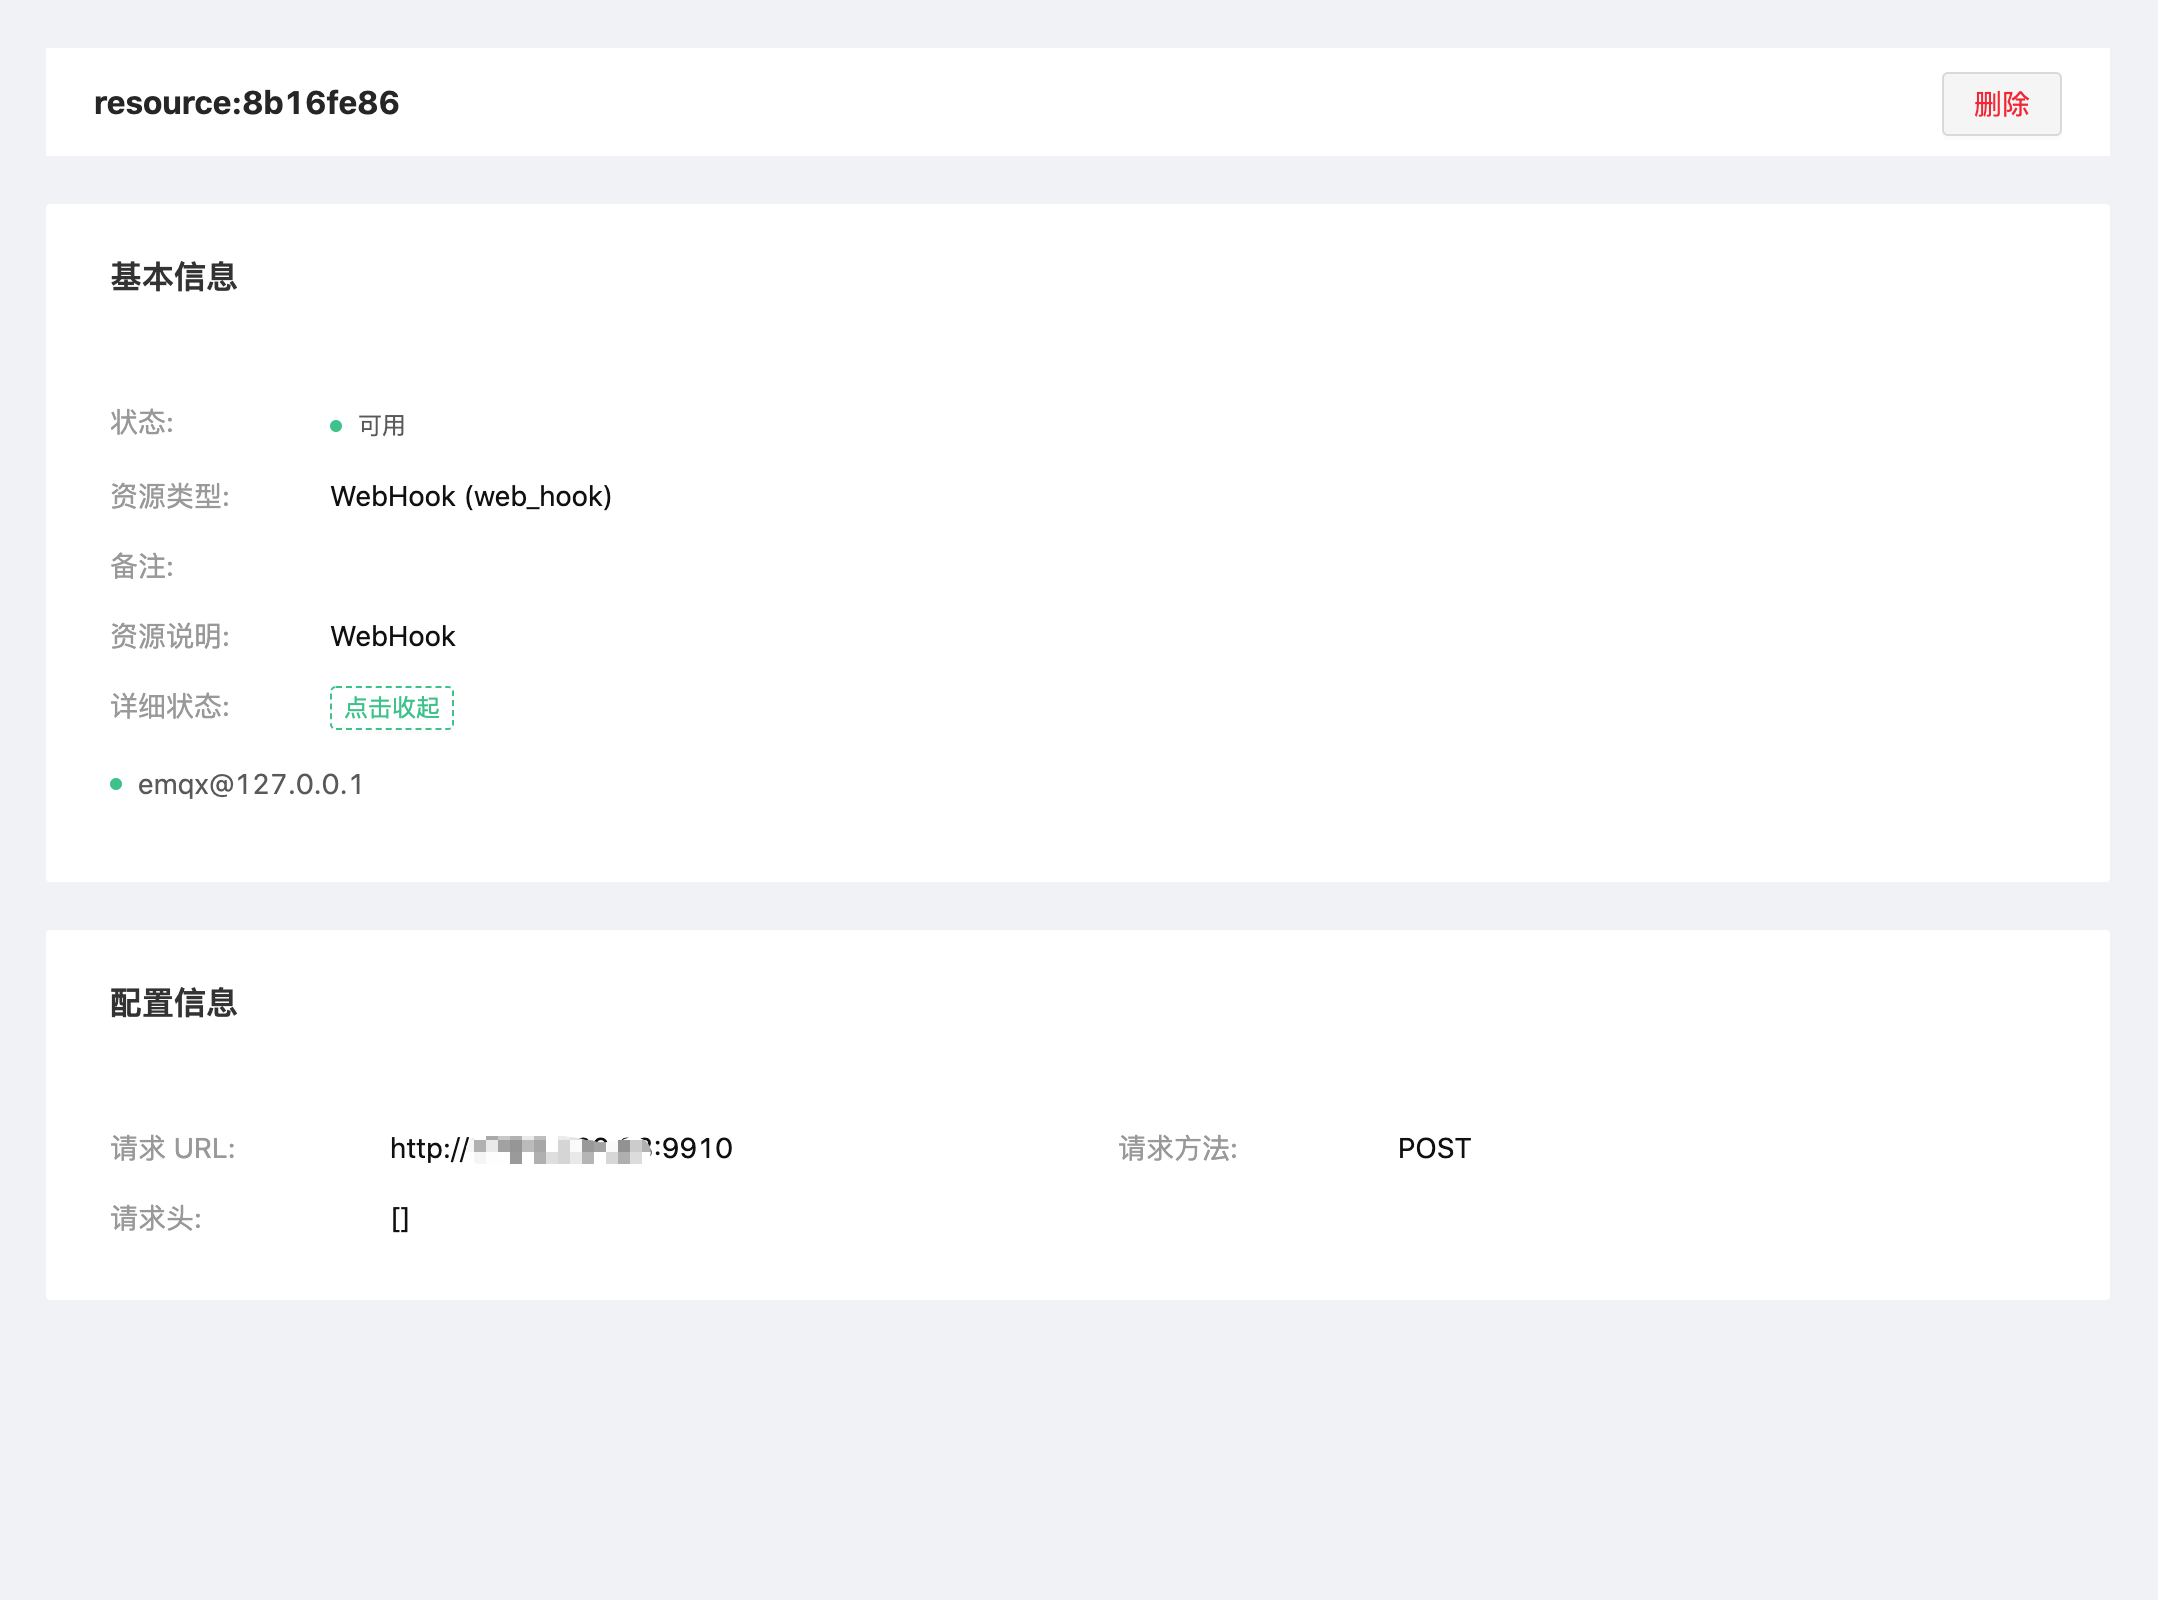 resource:8b16fe86
删除
基本信息
状态:
可用
资源类型:
WebHook (web_hook)
备注:
资源说明:
WebHook
详细状态:
点击收起
emqx@127.0.0.1
配置信息
请求 URL:
http:// :9910
请求方法:
POST
请求头:
[]